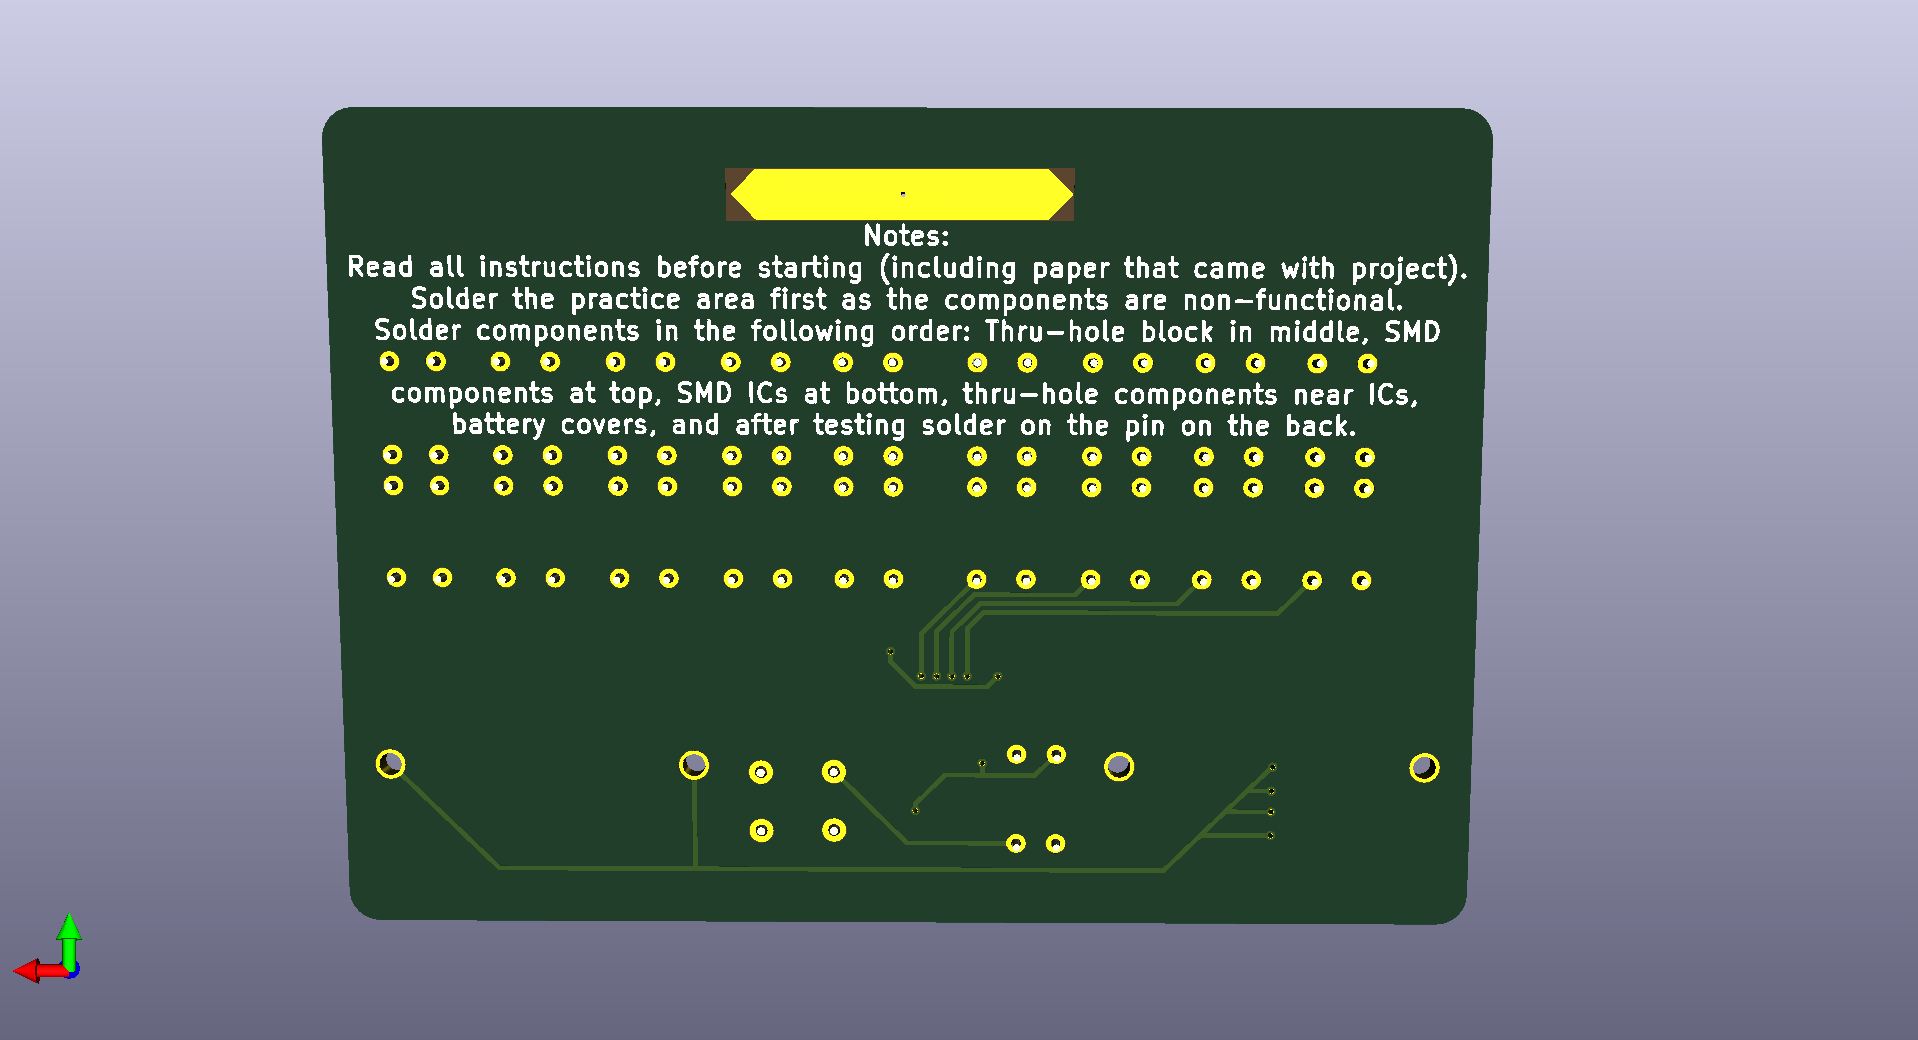 Notes:
Read all instructions before starting (including paper that came with project).
Solder the practice area first as the components are non-functional.
Solder components in the following order: Thru-hole block in middle, SMD
components at top, SMD ICs at bottom, thru-hole components near ICs,
battery covers, and after testing solder on the pin on the back.